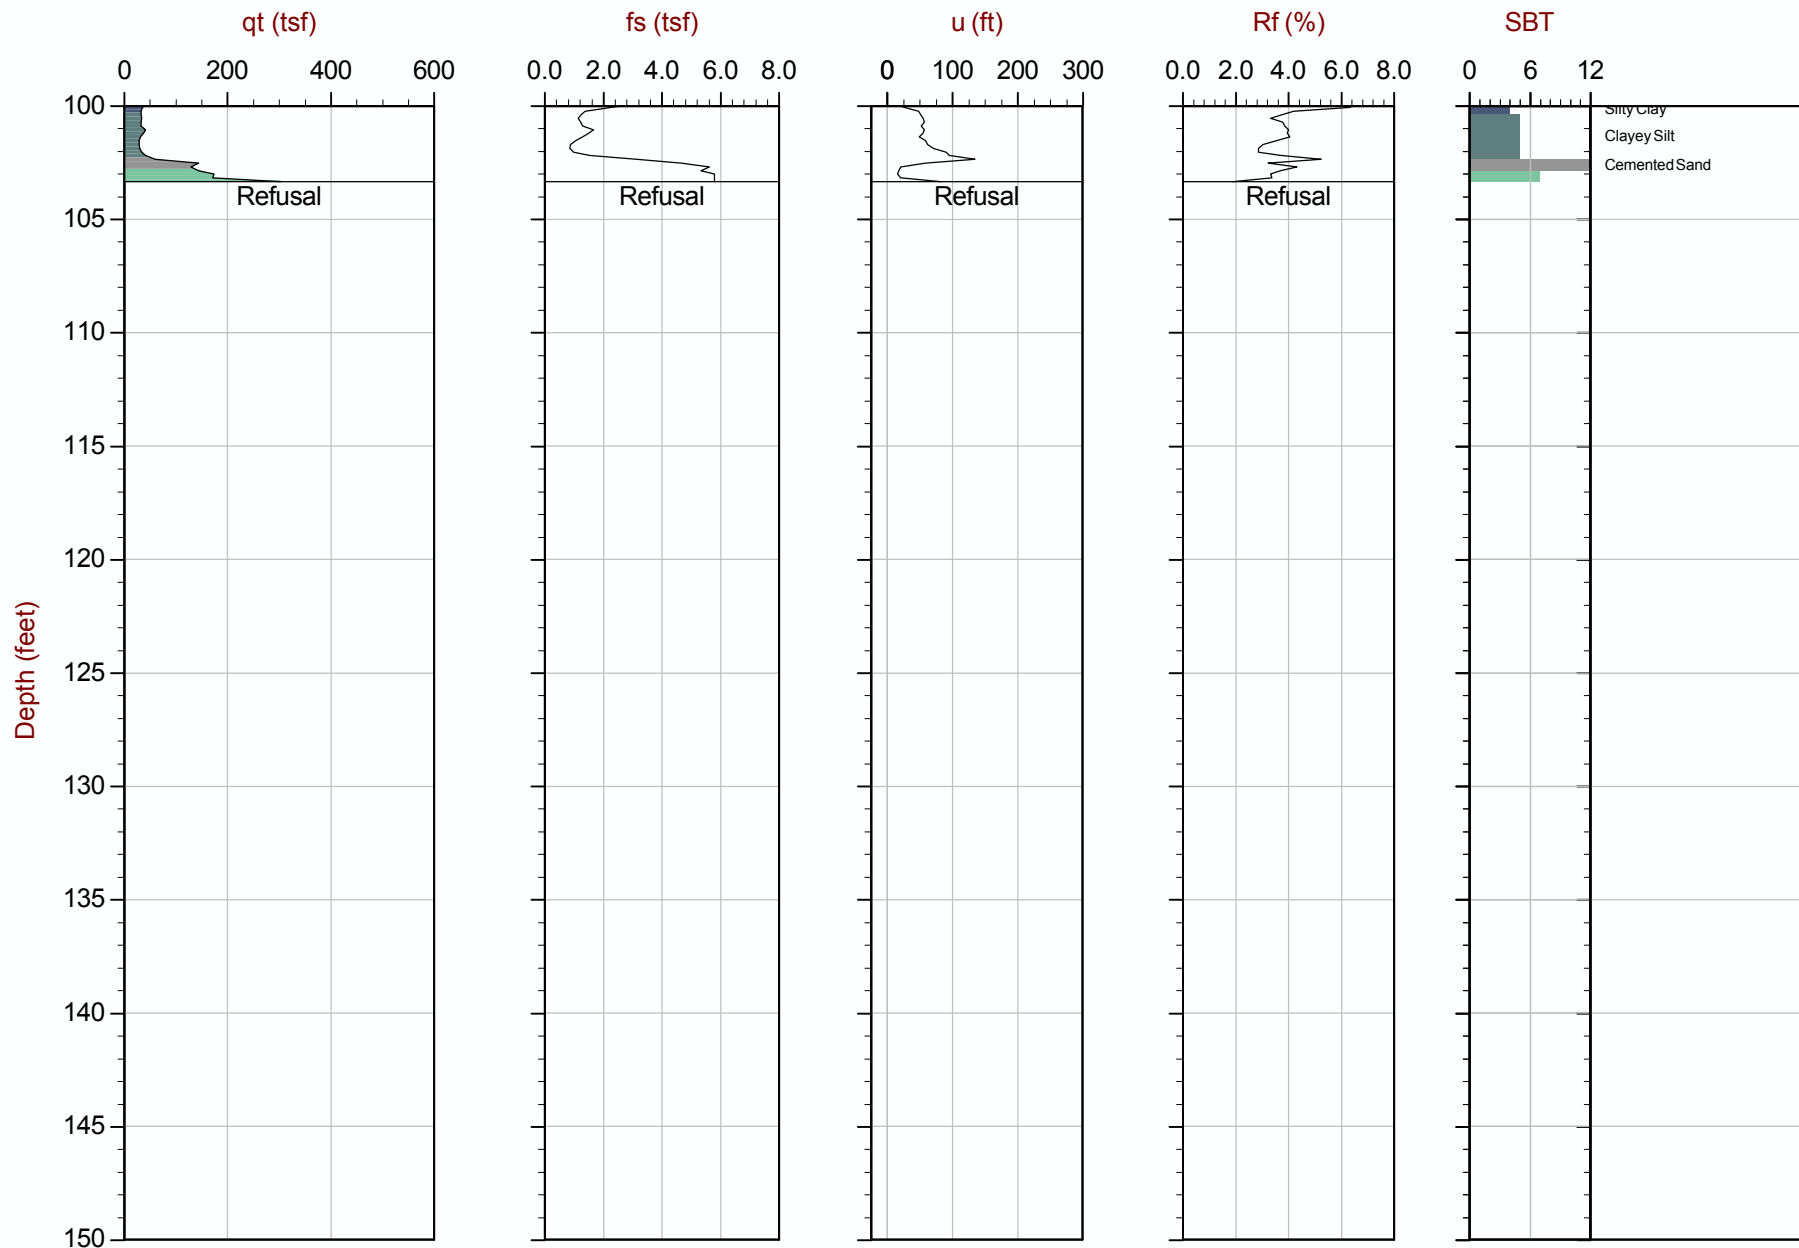 qt (tsf) fs (tsf) u (ft) Rf (%) SBT
0 200 400 600 0.0 2.0 4.0 6.0 8.0 0 100 200 300 0.0 2.0 4.0 6.0 8.0 0 6 12
100 Silty Clay
Clayey Silt
Cemented Sand
Refusal Refusal Refusal Refusal
105
110
115
120
125
130
135
140
145
150
Depth (feet)